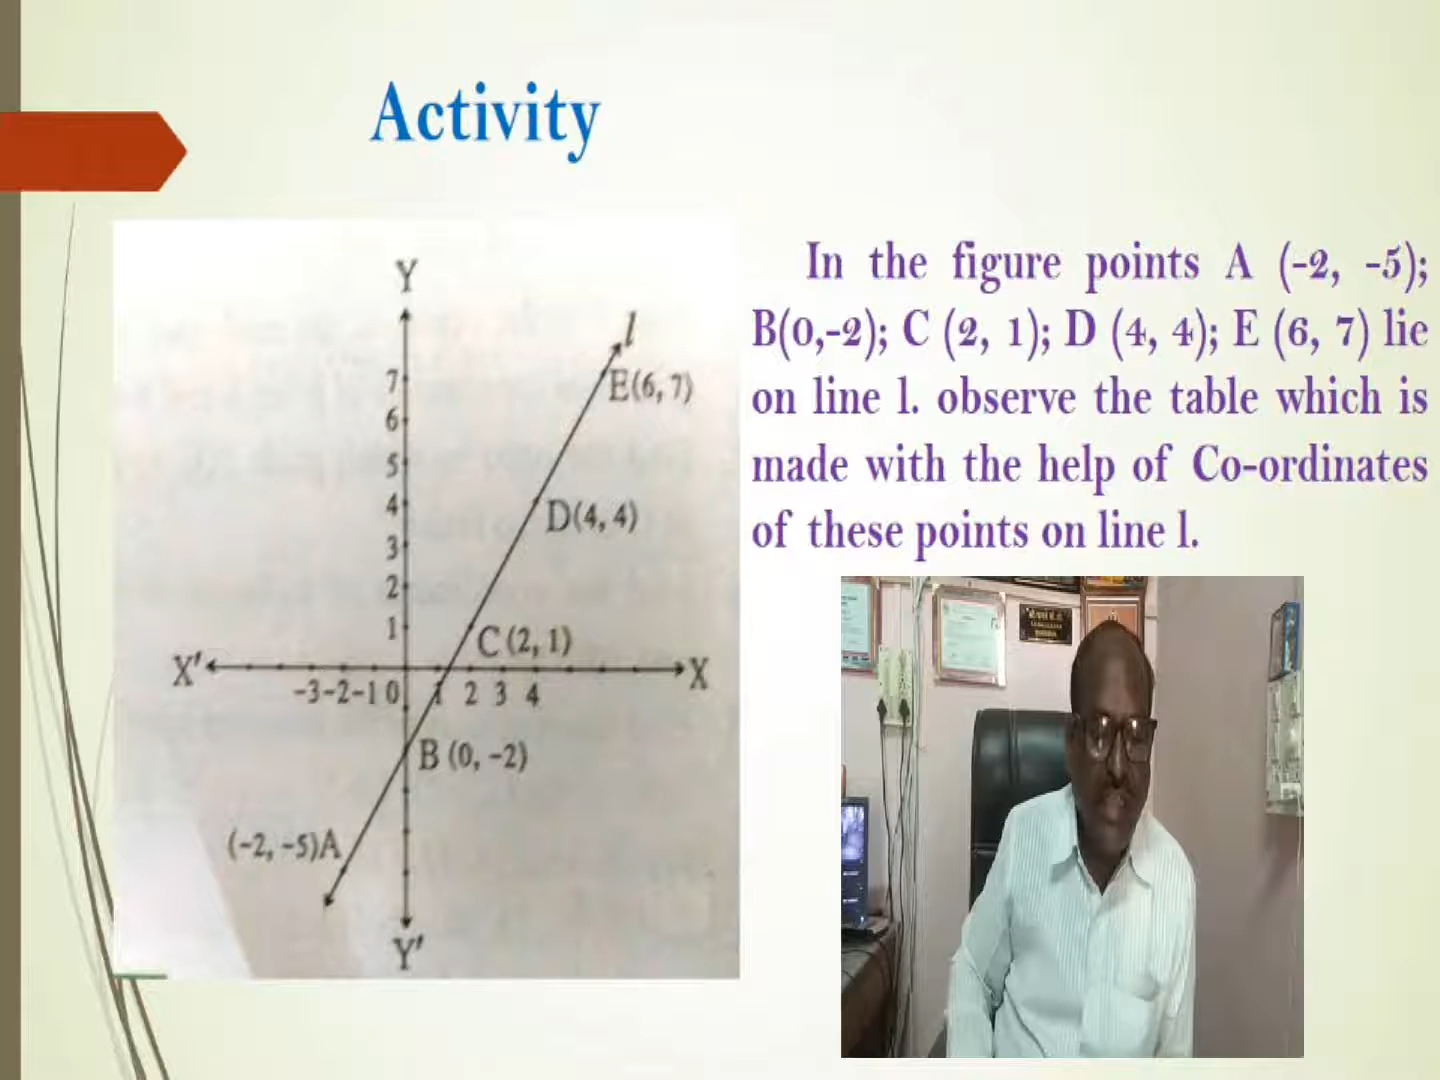 Activity
In the figure points A (-2, -5);
B(0,-2); C (2, 1); D (4, 4); E (6, 7) lie
on line l. observe the table which is
made with the help of Co-ordinates
of these points on line l.
Y
l
7
E(6, 7)
6
5
4
D(4, 4)
3
2
1
C (2, 1)
X' X
-3 -2 -1 0 1 2 3 4
B (0, -2)
(-2, -5)A
Y'